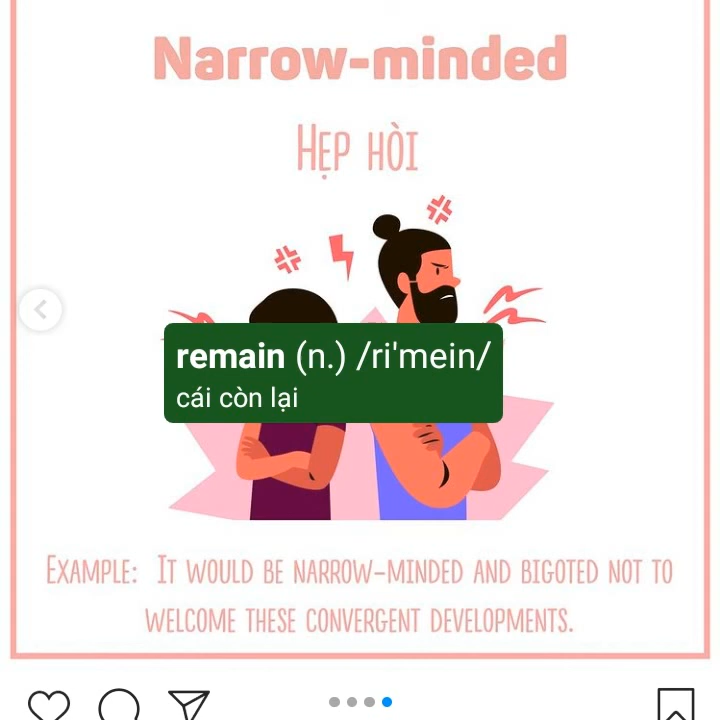 Narrow-minded
HẸP HÒI
remain (n.) /ri'mein/
cái còn lại
EXAMPLE: IT WOULD BE NARROW-MINDED AND BIGOTED NOT TO
WELCOME THESE CONVERGENT DEVELOPMENTS.